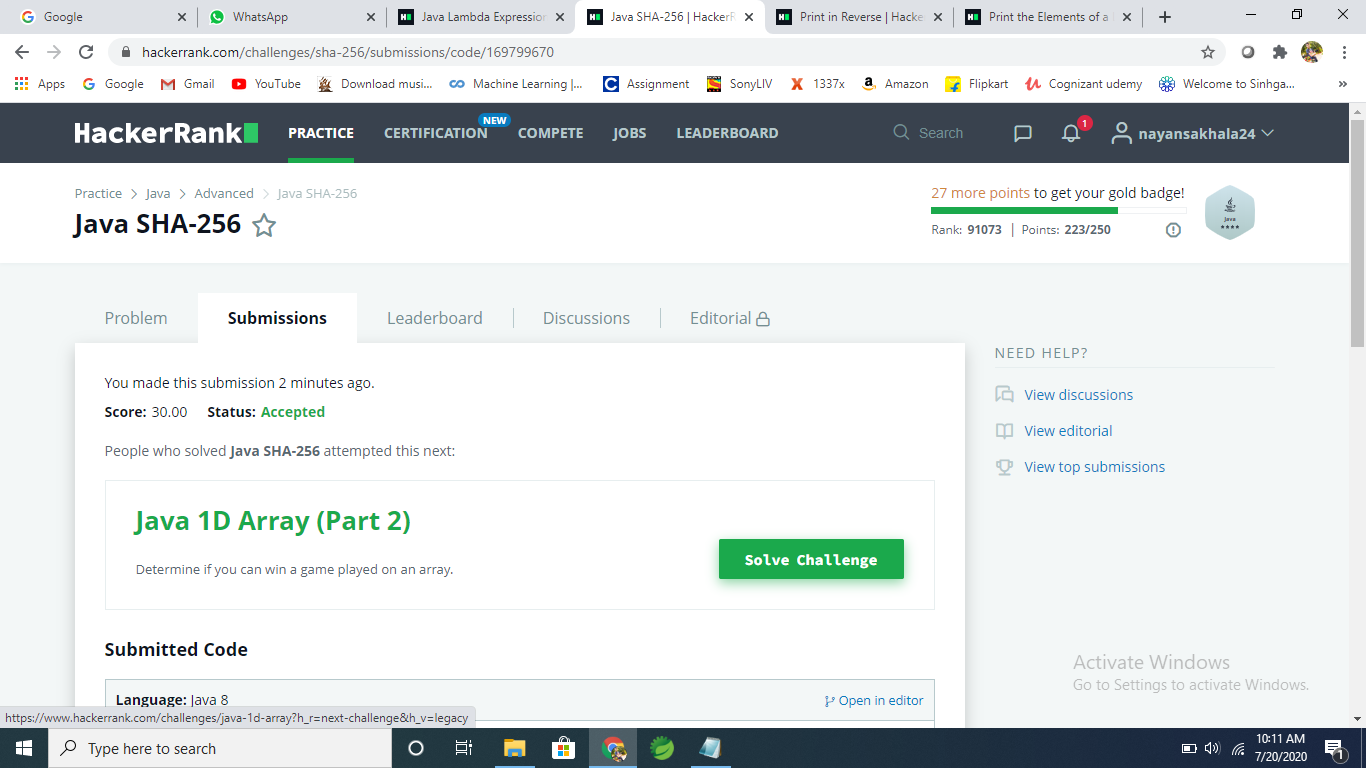 Google
WhatsApp
Java Lambda Expression
Java SHA-256 | HackerR
Print in Reverse | Hacke
Print the Elements of a
hackerrank.com/challenges/sha-256/submissions/code/169799670
Apps Google Gmail YouTube Download musi... Machine Learning |... Assignment SonyLIV 1337x Amazon Flipkart Cognizant udemy Welcome to Sinhga... »
HackerRank PRACTICE CERTIFICATION NEW COMPETE JOBS LEADERBOARD Search 1 nayansakhala24
Practice > Java > Advanced > Java SHA-256
Java SHA-256
27 more points to get your gold badge!
Rank: 91073 | Points: 223/250
Java
Problem Submissions Leaderboard Discussions Editorial
You made this submission 2 minutes ago.
Score: 30.00 Status: Accepted
People who solved Java SHA-256 attempted this next:
Java 1D Array (Part 2)
Determine if you can win a game played on an array.
Solve Challenge
Submitted Code
Language: Java 8
Open in editor
NEED HELP?
View discussions
View editorial
View top submissions
Activate Windows
Go to Settings to activate Windows.
https://www.hackerrank.com/challenges/java-1d-array?h_r=next-challenge&h_v=legacy
Type here to search
10:11 AM
7/20/2020
1